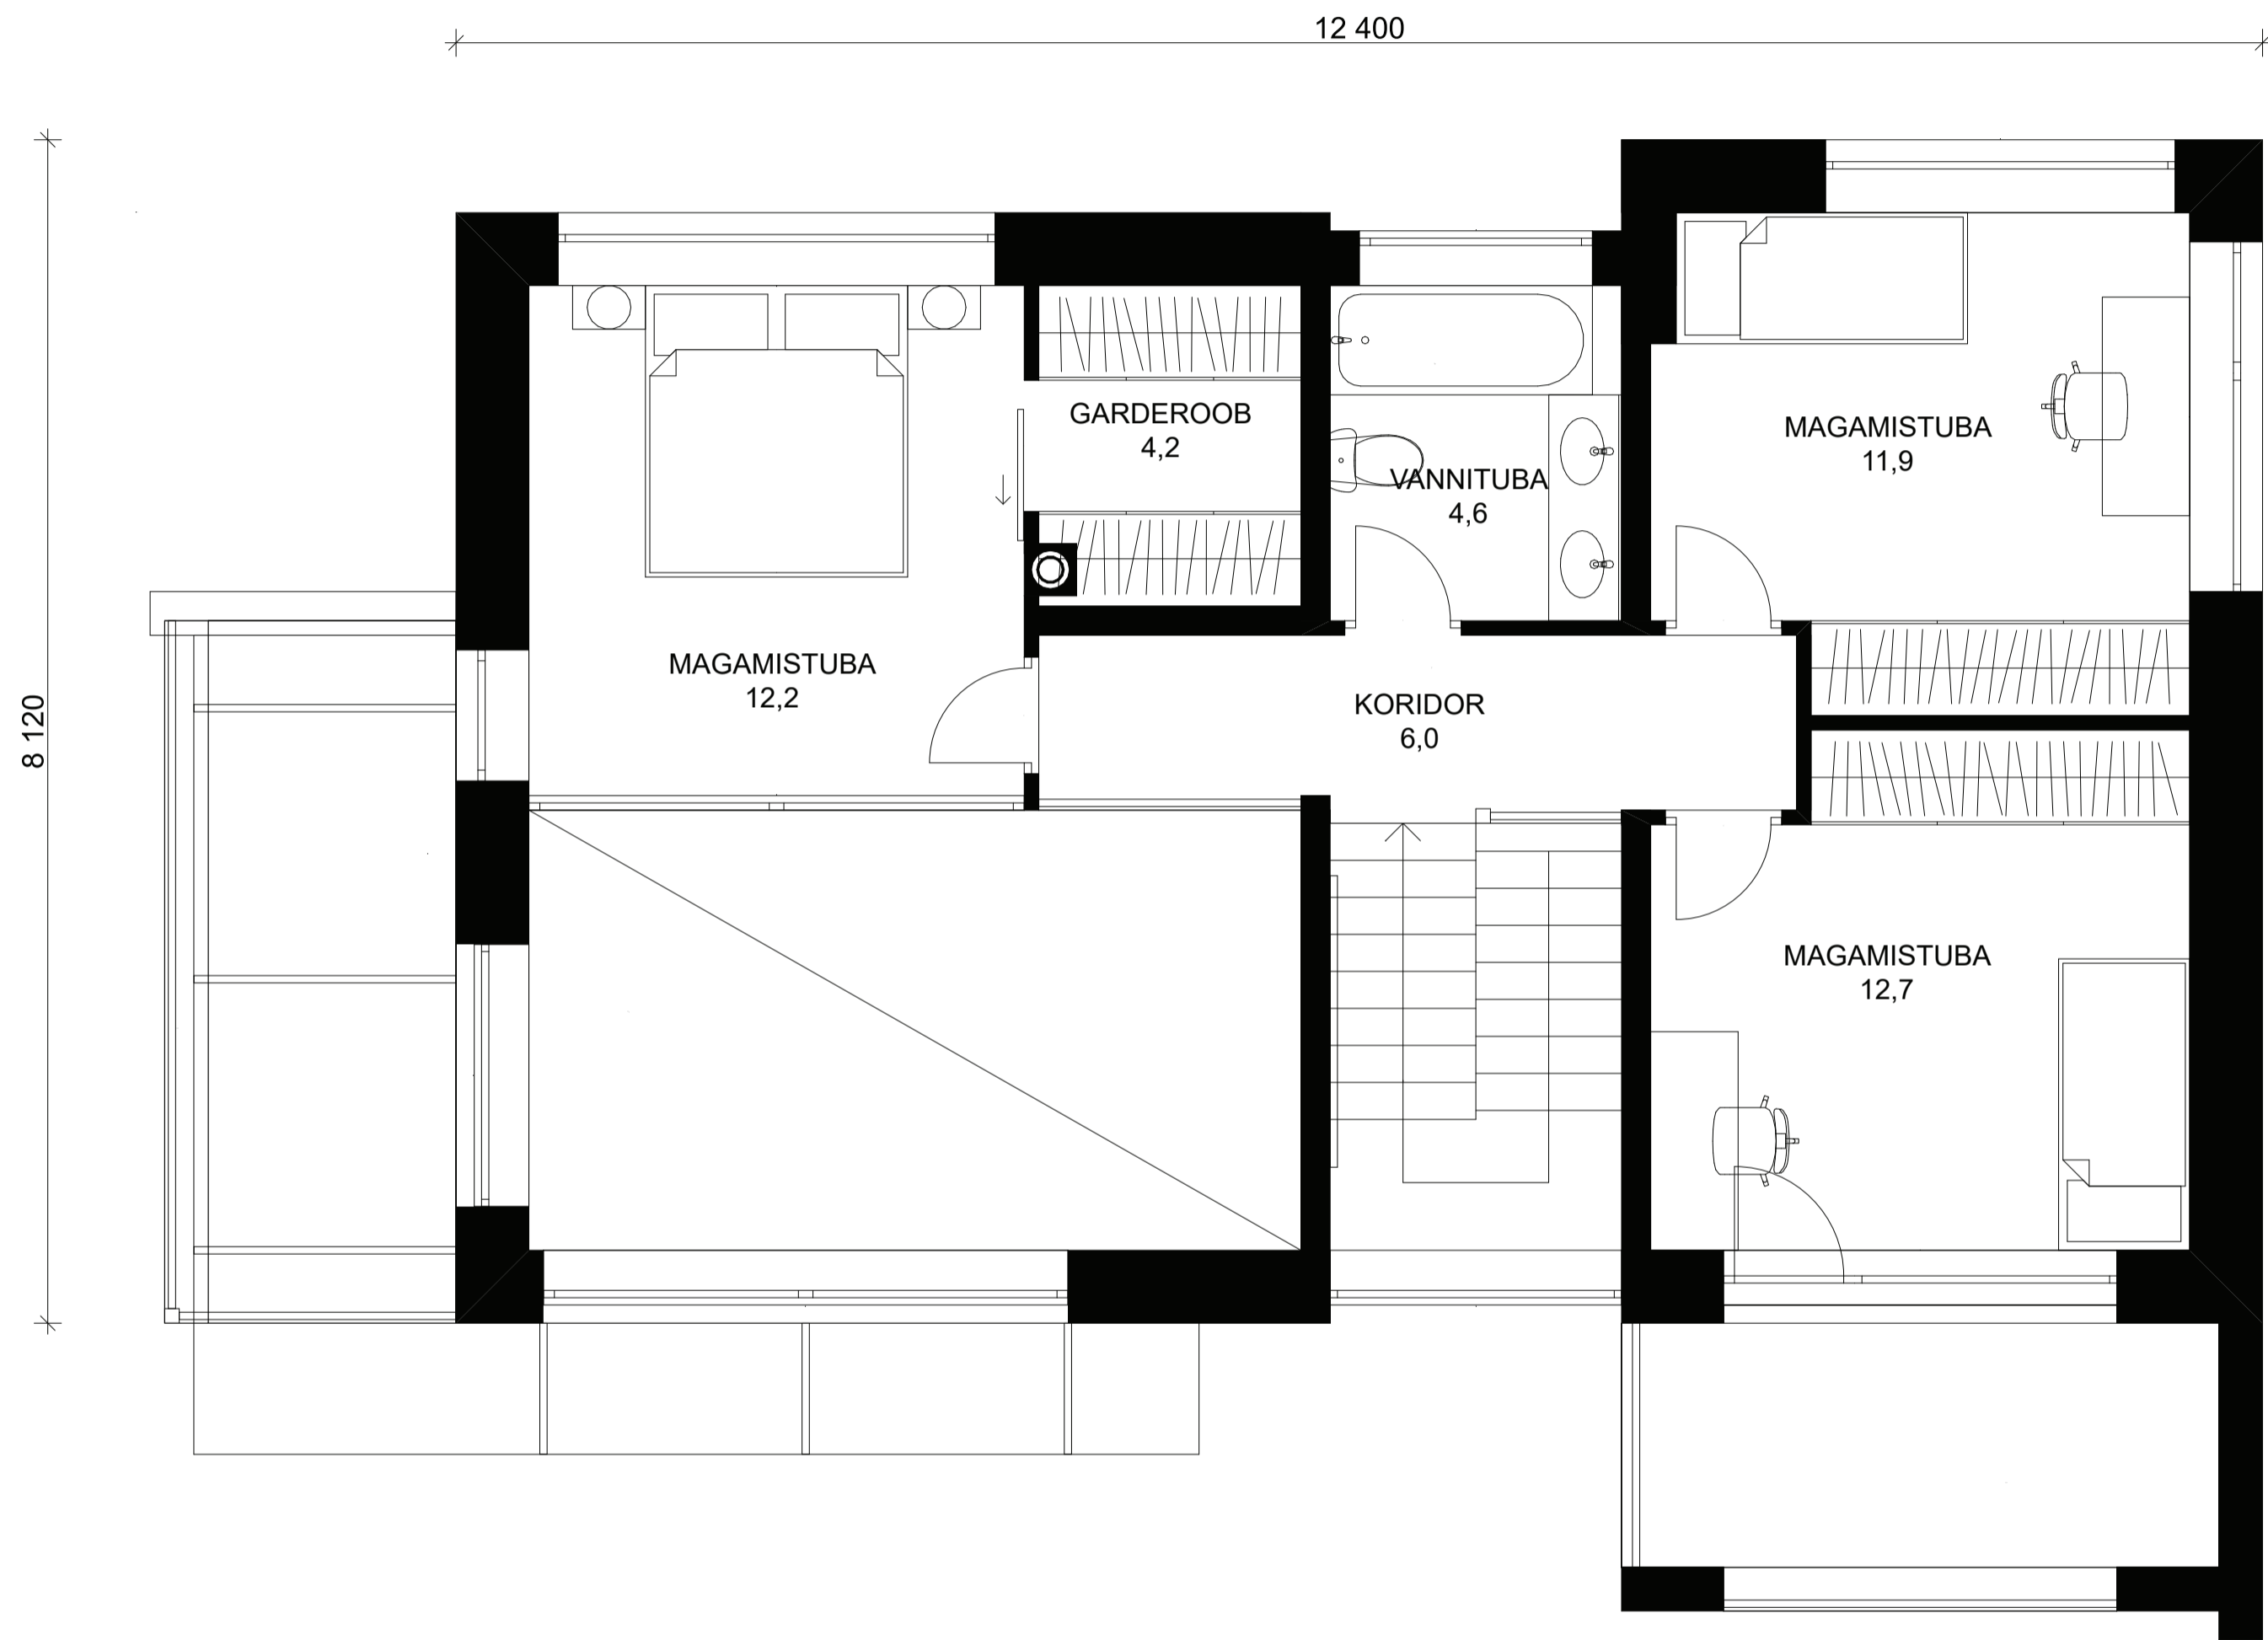 12 400
8 120
GARDEROOB
4,2
VANNITUBA
4,6
MAGAMISTUBA
11,9
MAGAMISTUBA
12,2
KORIDOR
6,0
MAGAMISTUBA
12,7